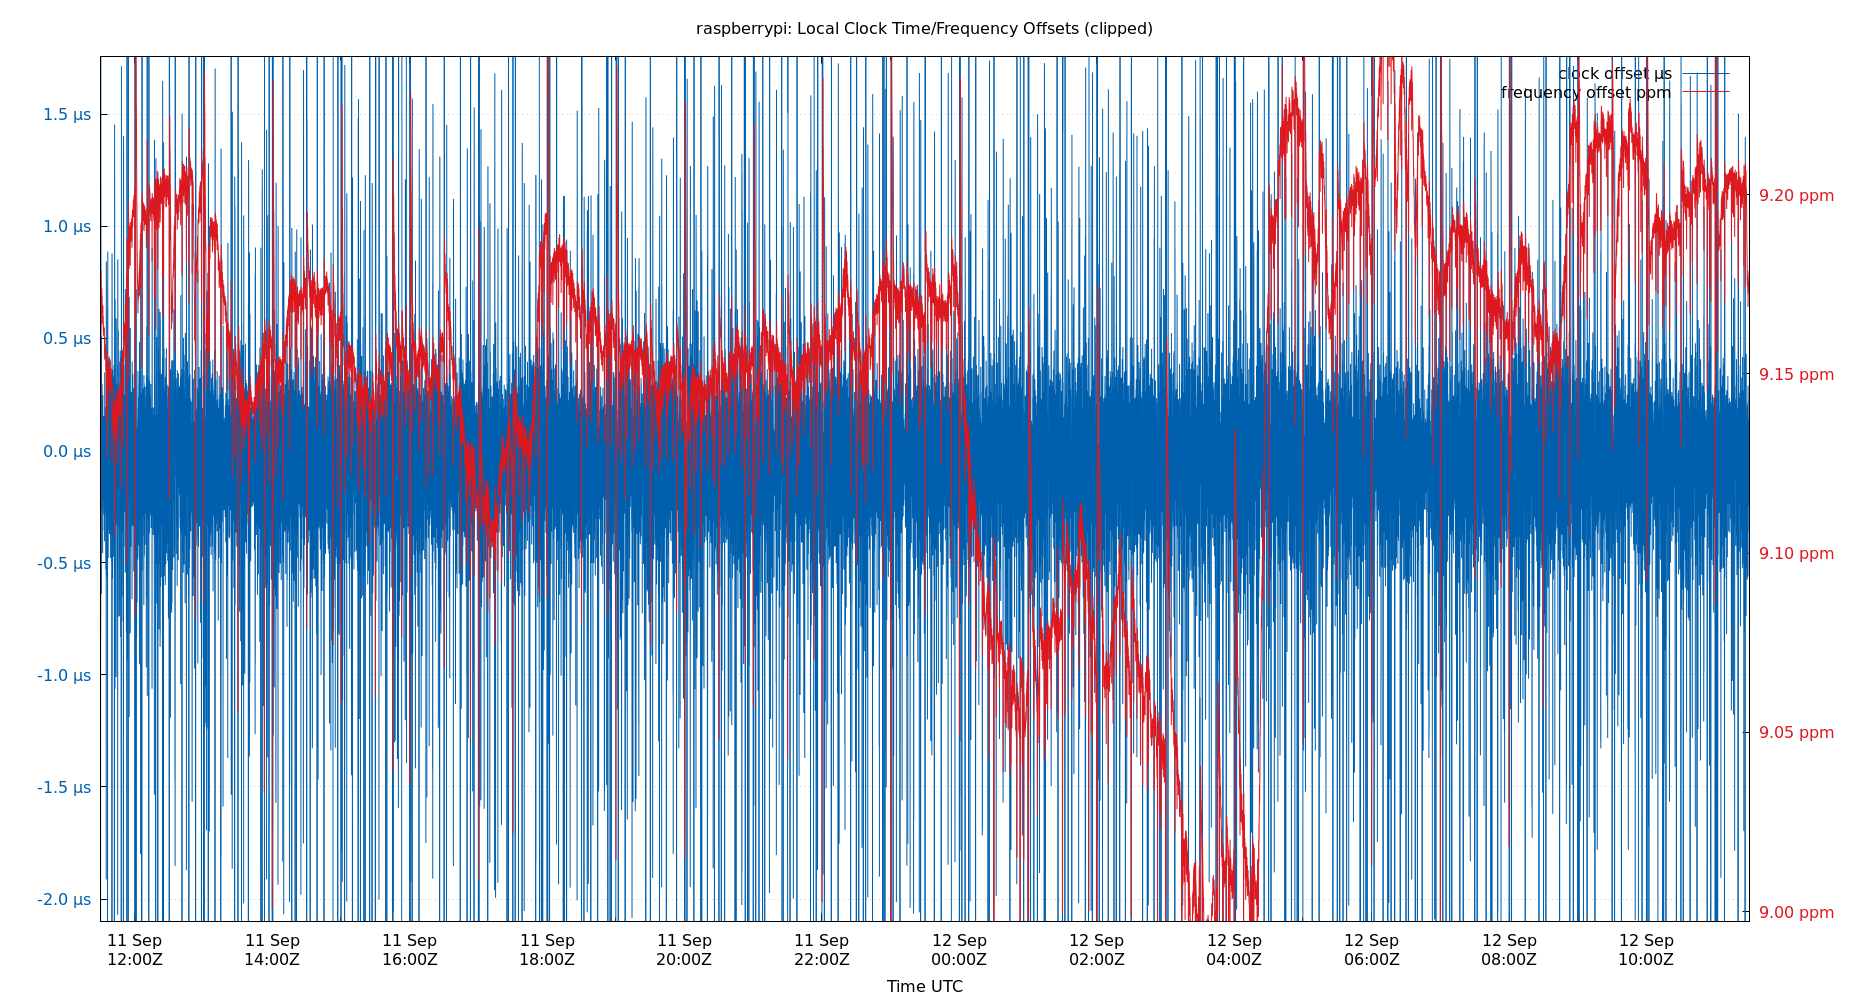 raspberrypi: Local Clock Time/Frequency Offsets (clipped)
clock offset µs
frequency offset ppm
1.5 µs
1.0 µs
0.5 µs
0.0 µs
-0.5 µs
-1.0 µs
-1.5 µs
-2.0 µs
9.20 ppm
9.15 ppm
9.10 ppm
9.05 ppm
9.00 ppm
11 Sep 12:00Z
11 Sep 14:00Z
11 Sep 16:00Z
11 Sep 18:00Z
11 Sep 20:00Z
11 Sep 22:00Z
12 Sep 00:00Z
12 Sep 02:00Z
12 Sep 04:00Z
12 Sep 06:00Z
12 Sep 08:00Z
12 Sep 10:00Z
Time UTC